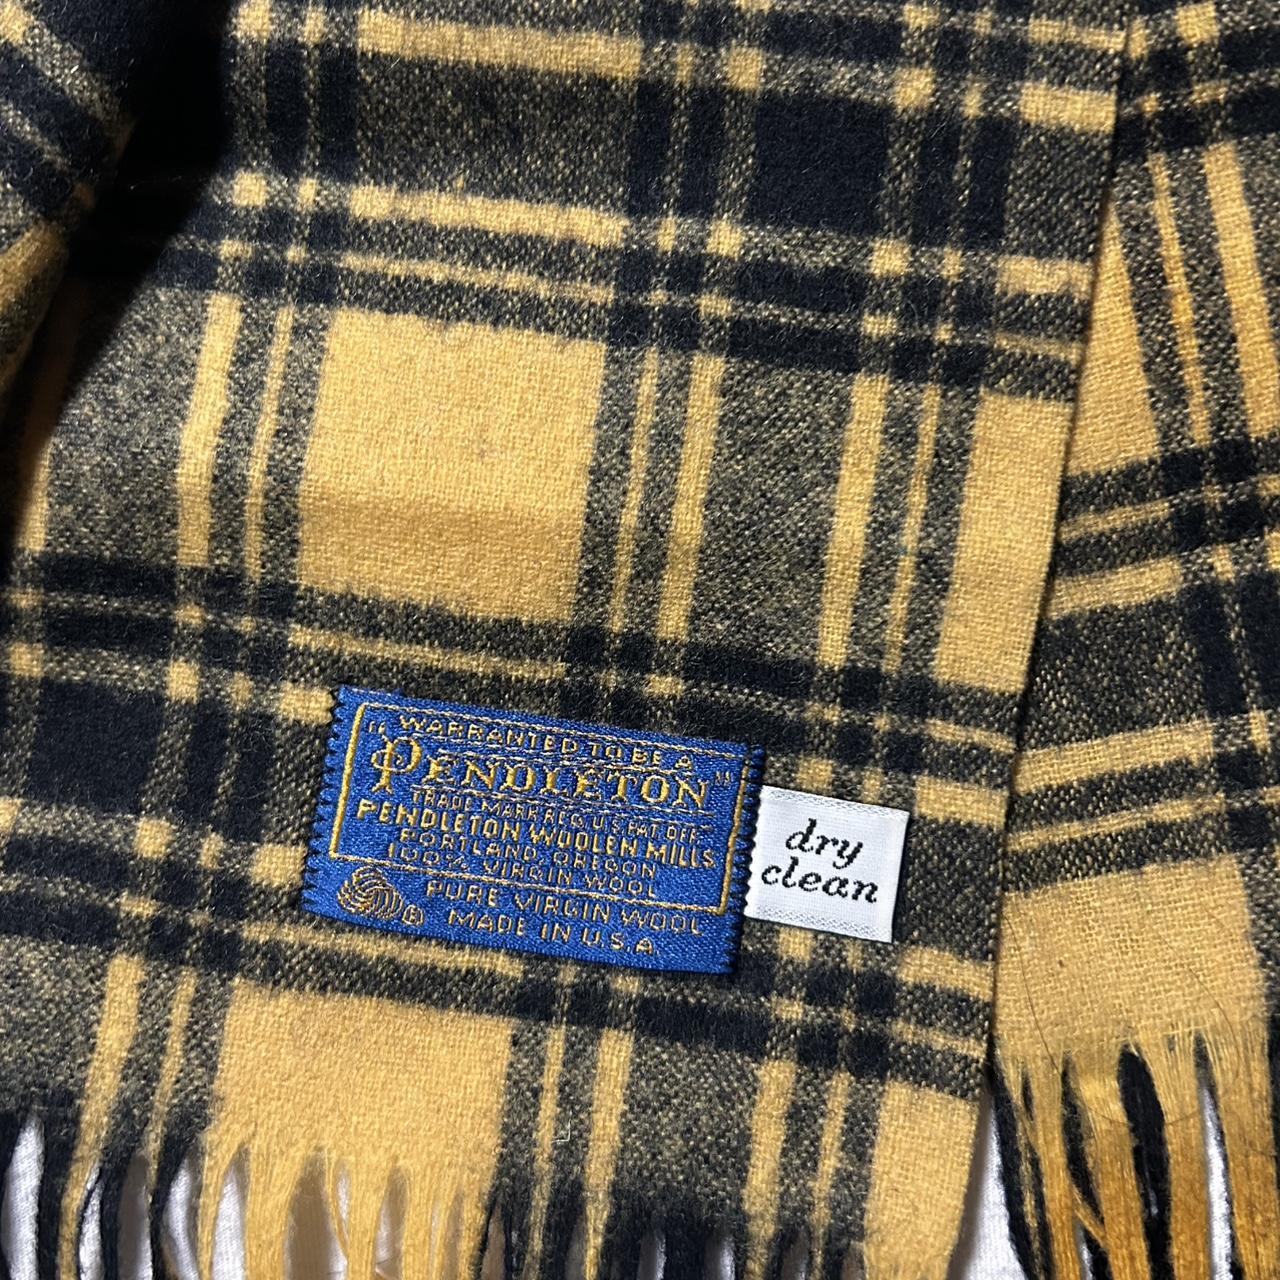 "WARRANTED TO BE A
PENDLETON"
TRADE MARK REG. U.S. PAT. OFF.
PENDLETON WOOLEN MILLS
PORTLAND, OREGON
100% VIRGIN WOOL
PURE VIRGIN WOOL
® MADE IN U.S.A.
dry
clean